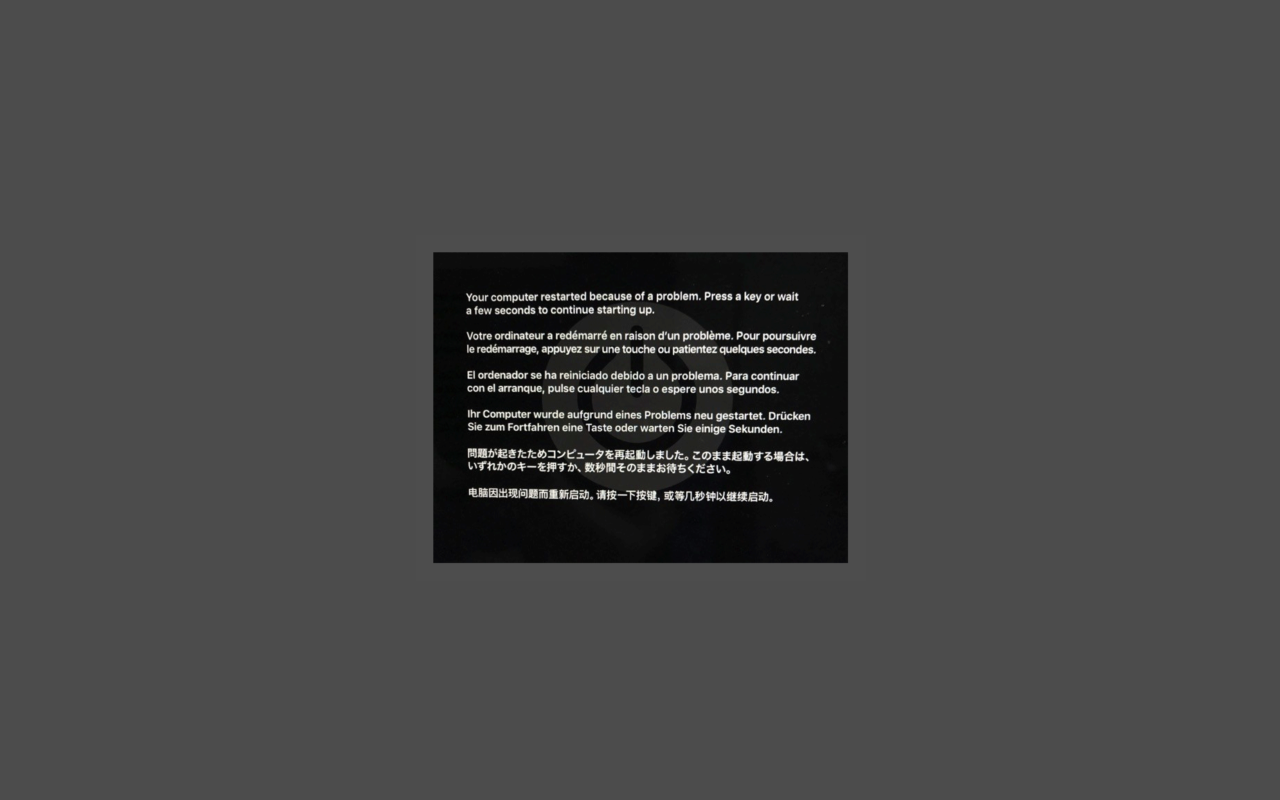 Your computer restarted because of a problem. Press a key or wait
a few seconds to continue starting up.
Votre ordinateur a redémarré en raison d'un problème. Pour poursuivre
le redémarrage, appuyez sur une touche ou patientez quelques secondes.
El ordenador se ha reiniciado debido a un problema. Para continuar
con el arranque, pulse cualquier tecla o espere unos segundos.
Ihr Computer wurde aufgrund eines Problems neu gestartet. Drücken
Sie zum Fortfahren eine Taste oder warten Sie einige Sekunden.
問題が起きたためコンピュータを再起動しました。このまま起動する場合は、
いずれかのキーを押すか、数秒間そのままお待ちください。
电脑因出现问题而重新启动。请按一下按键，或等几秒钟以继续启动。